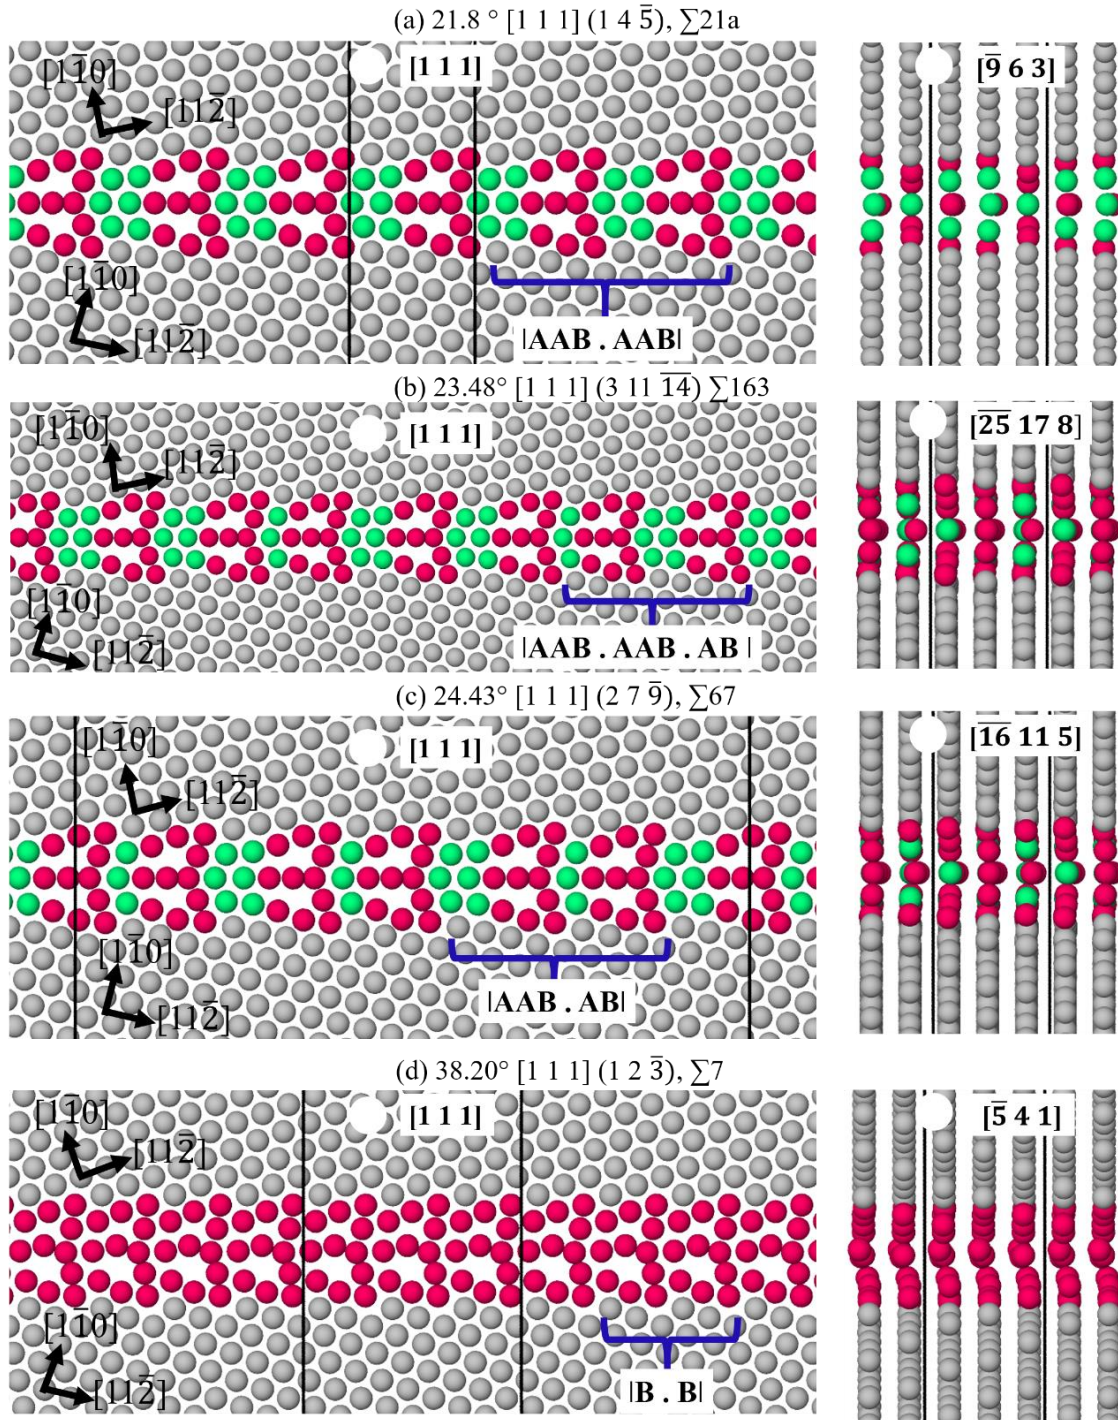 (a) 21.8 ° [1 1 1] (1 4 5̅), ∑21a
[1 1 1]
[9̅ 6 3]
[11̅0]
[112̅]
[11̅0]
[112̅]
|AAB . AAB|
(b) 23.48° [1 1 1] (3 11 1̅4̅) ∑163
[1 1 1]
[2̅5̅ 17 8]
[11̅0]
[112̅]
[11̅0]
[112̅]
|AAB . AAB . AB |
(c) 24.43° [1 1 1] (2 7 9̅), ∑67
[1 1 1]
[1̅6̅ 11 5]
[11̅0]
[112̅]
[11̅0]
[112̅]
|AAB . AB|
(d) 38.20° [1 1 1] (1 2 3̅), ∑7
[1 1 1]
[5̅ 4 1]
[11̅0]
[112̅]
[11̅0]
[112̅]
|B . B|